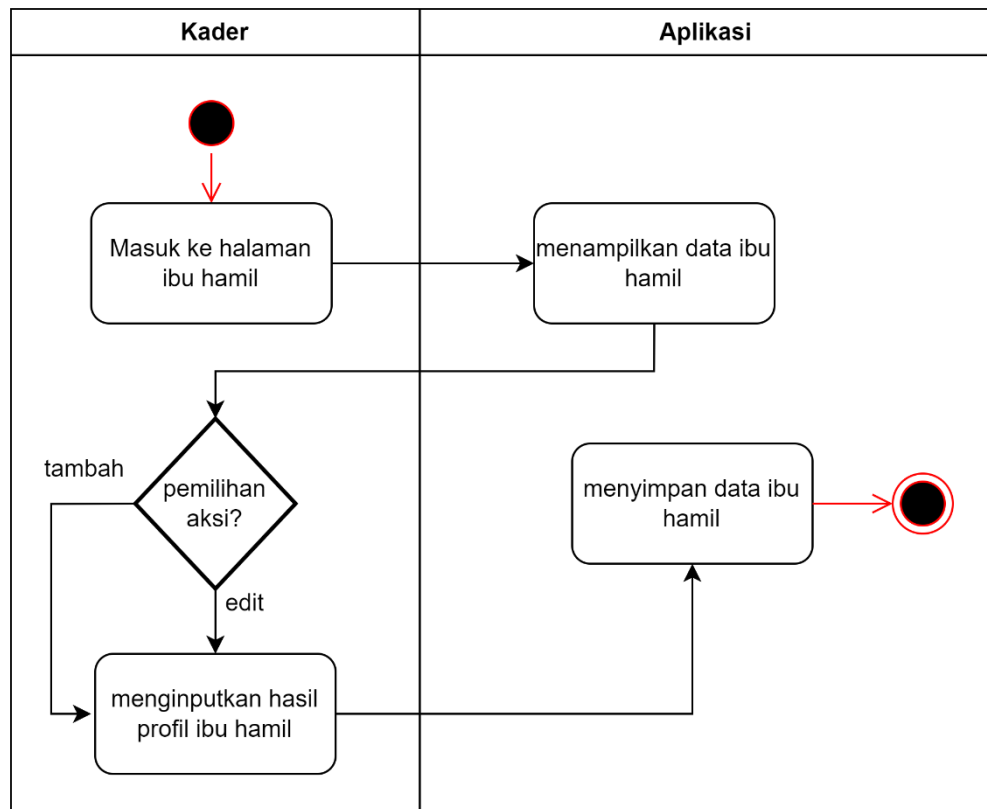 Kader
Aplikasi
Masuk ke halaman
ibu hamil
menampilkan data ibu
hamil
tambah
pemilihan
aksi?
edit
menginputkan hasil
profil ibu hamil
menyimpan data ibu
hamil